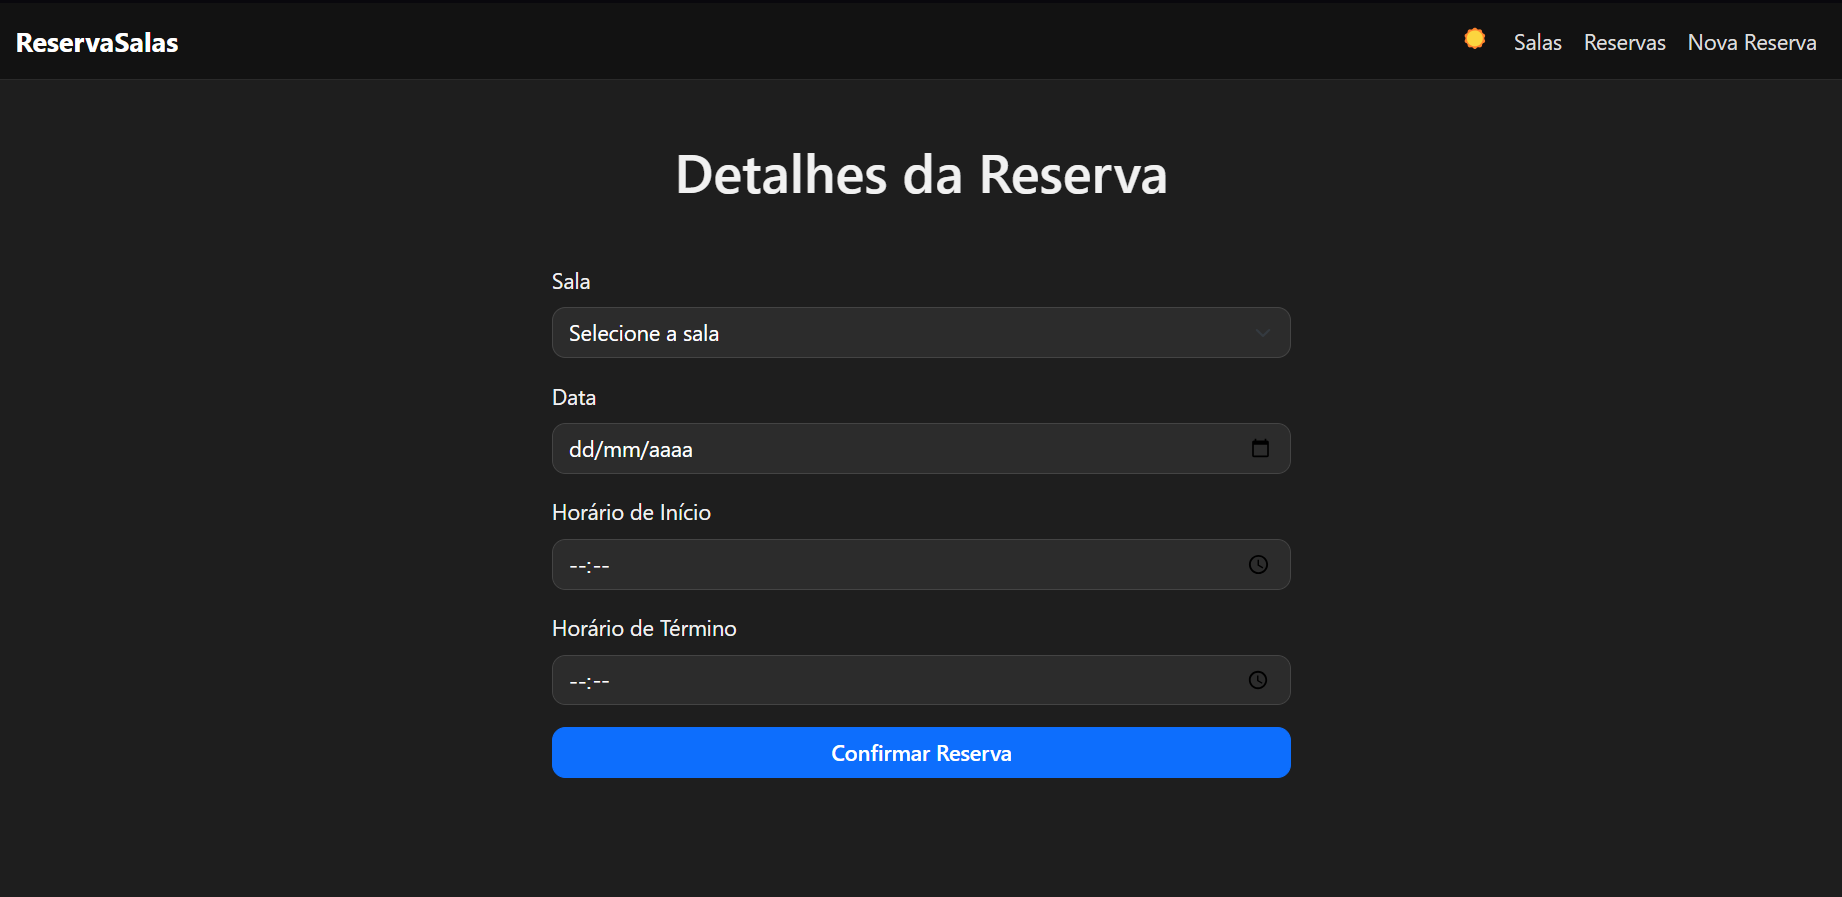 ReservaSalas
Salas Reservas Nova Reserva
Detalhes da Reserva
Sala
Selecione a sala
Data
dd/mm/aaaa
Horário de Início
--:--
Horário de Término
--:--
Confirmar Reserva